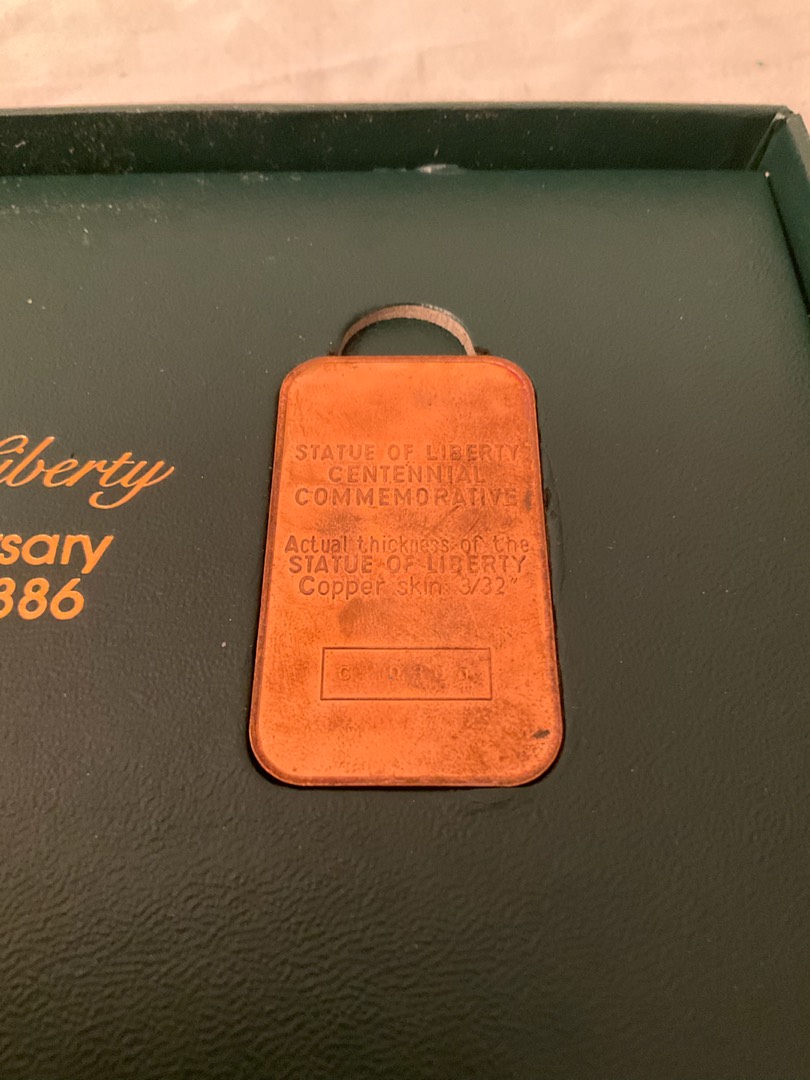 Liberty
sary
886
STATUE OF LIBERTY
CENTENNIAL
COMMEMORATIVE
Actual thickness of the
STATUE OF LIBERTY
Copper skin 3/32"